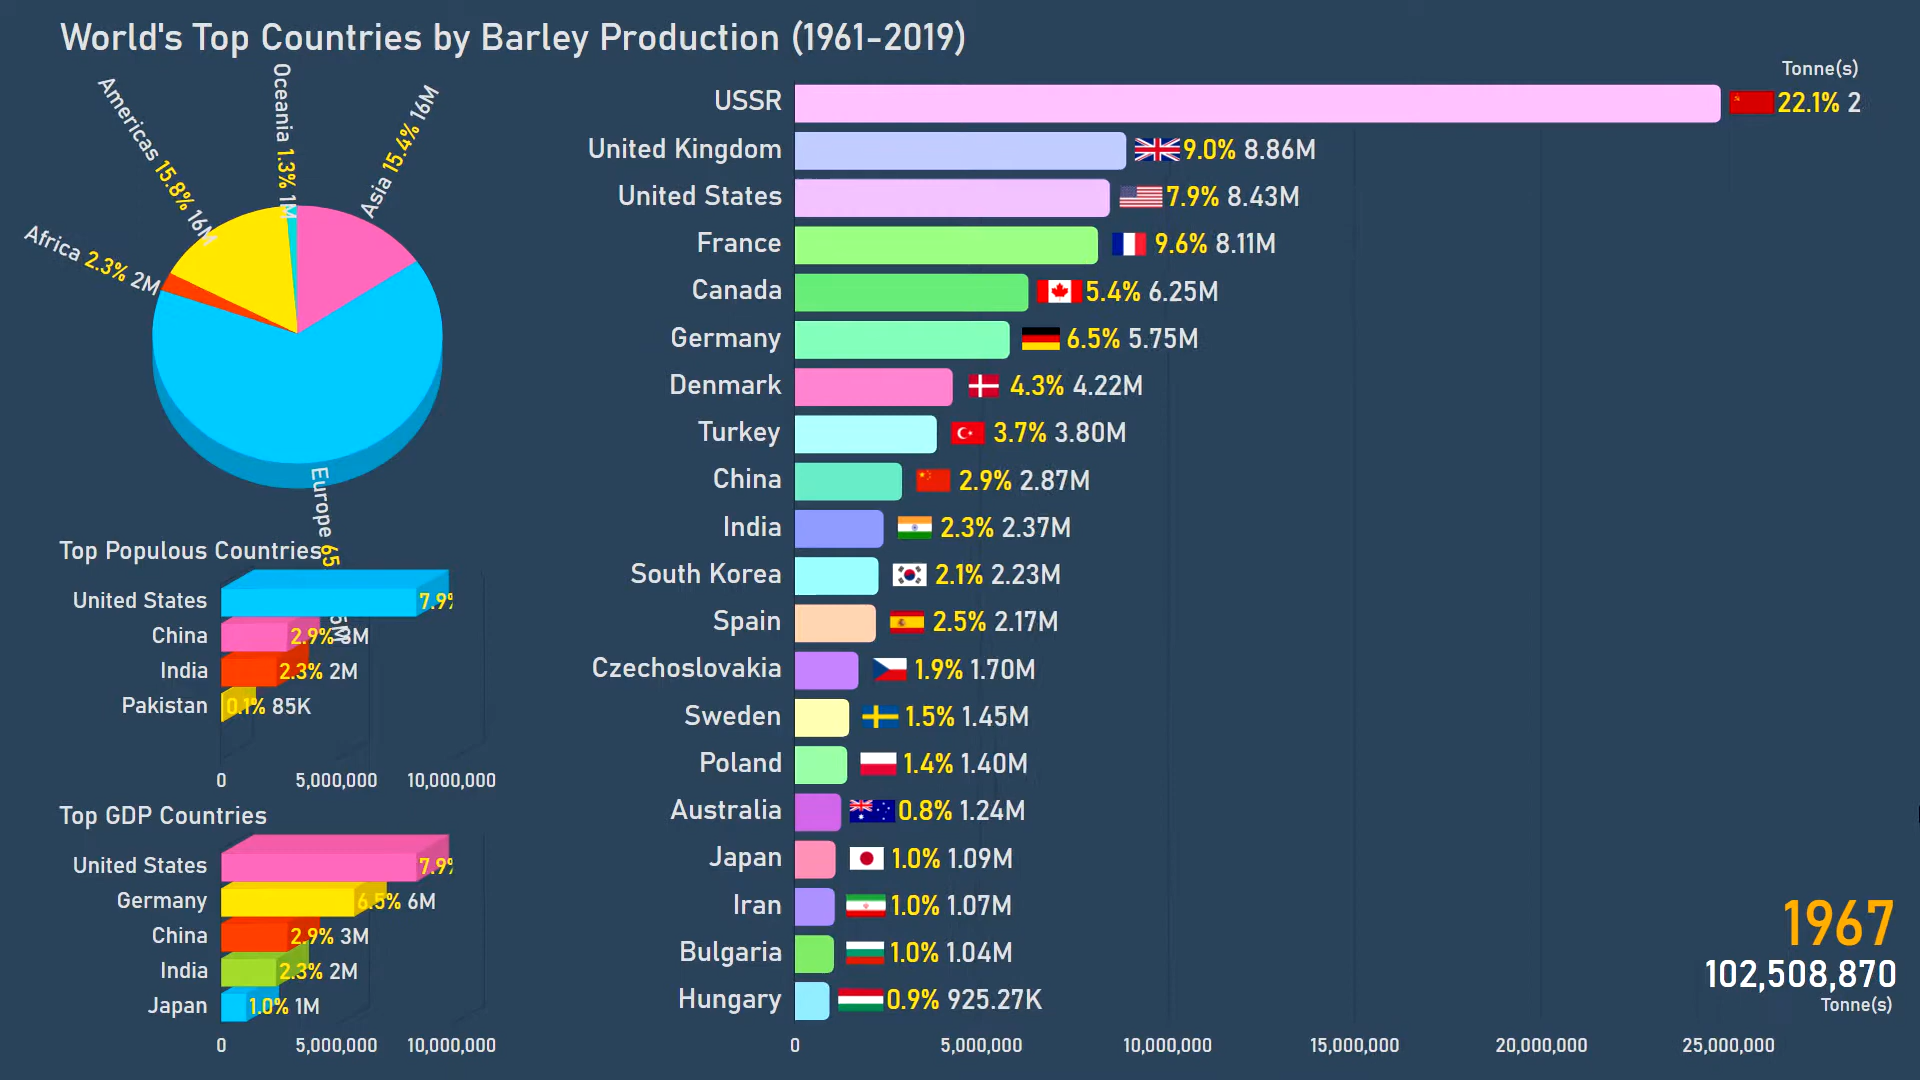 World's Top Countries by Barley Production (1961-2019)
Tonne(s)
Americas 15.8% 16M
Oceania 1.3% 1M
Asia 15.4% 16M
Africa 2.3% 2M
Europe 65
5M
USSR 22.1% 2
United Kingdom 9.0% 8.86M
United States 7.9% 8.43M
France 9.6% 8.11M
Canada 5.4% 6.25M
Germany 6.5% 5.75M
Denmark 4.3% 4.22M
Turkey 3.7% 3.80M
China 2.9% 2.87M
India 2.3% 2.37M
South Korea 2.1% 2.23M
Spain 2.5% 2.17M
Czechoslovakia 1.9% 1.70M
Sweden 1.5% 1.45M
Poland 1.4% 1.40M
Australia 0.8% 1.24M
Japan 1.0% 1.09M
Iran 1.0% 1.07M
Bulgaria 1.0% 1.04M
Hungary 0.9% 925.27K
0 5,000,000 10,000,000 15,000,000 20,000,000 25,000,000
Top Populous Countries
United States 7.9%
China 2.9% 3M
India 2.3% 2M
Pakistan 0.1% 85K
0 5,000,000 10,000,000
Top GDP Countries
United States 7.9%
Germany 6.5% 6M
China 2.9% 3M
India 2.3% 2M
Japan 1.0% 1M
0 5,000,000 10,000,000
1967
102,508,870
Tonne(s)